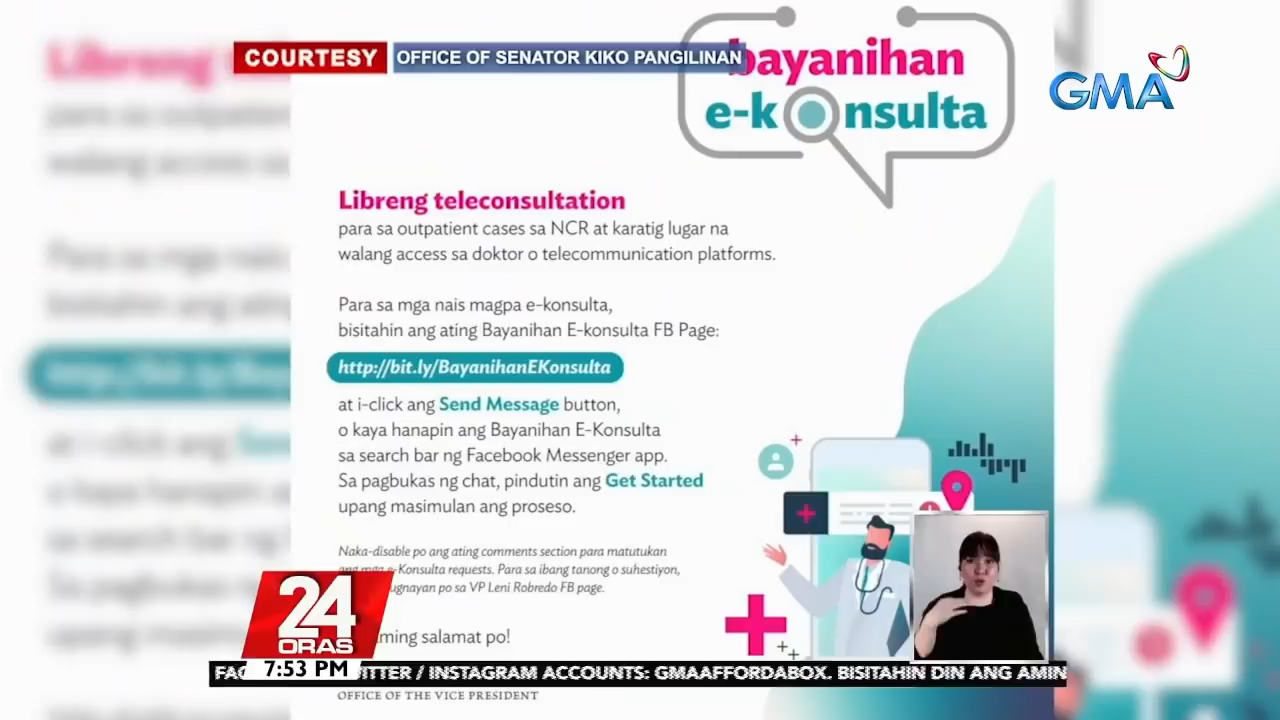 COURTESY OFFICE OF SENATOR KIKO PANGILINAN
bayanihan
e-konsulta
GMA
Libreng teleconsultation
para sa outpatient cases sa NCR at karatig lugar na
walang access sa doktor o telecommunication platforms.
Para sa mga nais magpa e-konsulta,
bisitahin ang ating Bayanihan E-konsulta FB Page:
http://bit.ly/BayanihanEKonsulta
at i-click ang Send Message button,
o kaya hanapin ang Bayanihan E-Konsulta
sa search bar ng Facebook Messenger app.
Sa pagbukas ng chat, pindutin ang Get Started
upang masimulan ang proseso.
Naka-disable po ang ating comments section para matutukan
ang mga e-Konsulta requests. Para sa ibang tanong o suhestiyon,
po sa VP Leni Robredo FB page.
salamat po!
24
ORAS
7:53 PM
/ INSTAGRAM ACCOUNTS: GMAAFFORDABOX. BISITAHIN DIN ANG
OFFICE OF THE VICE PRESIDENT